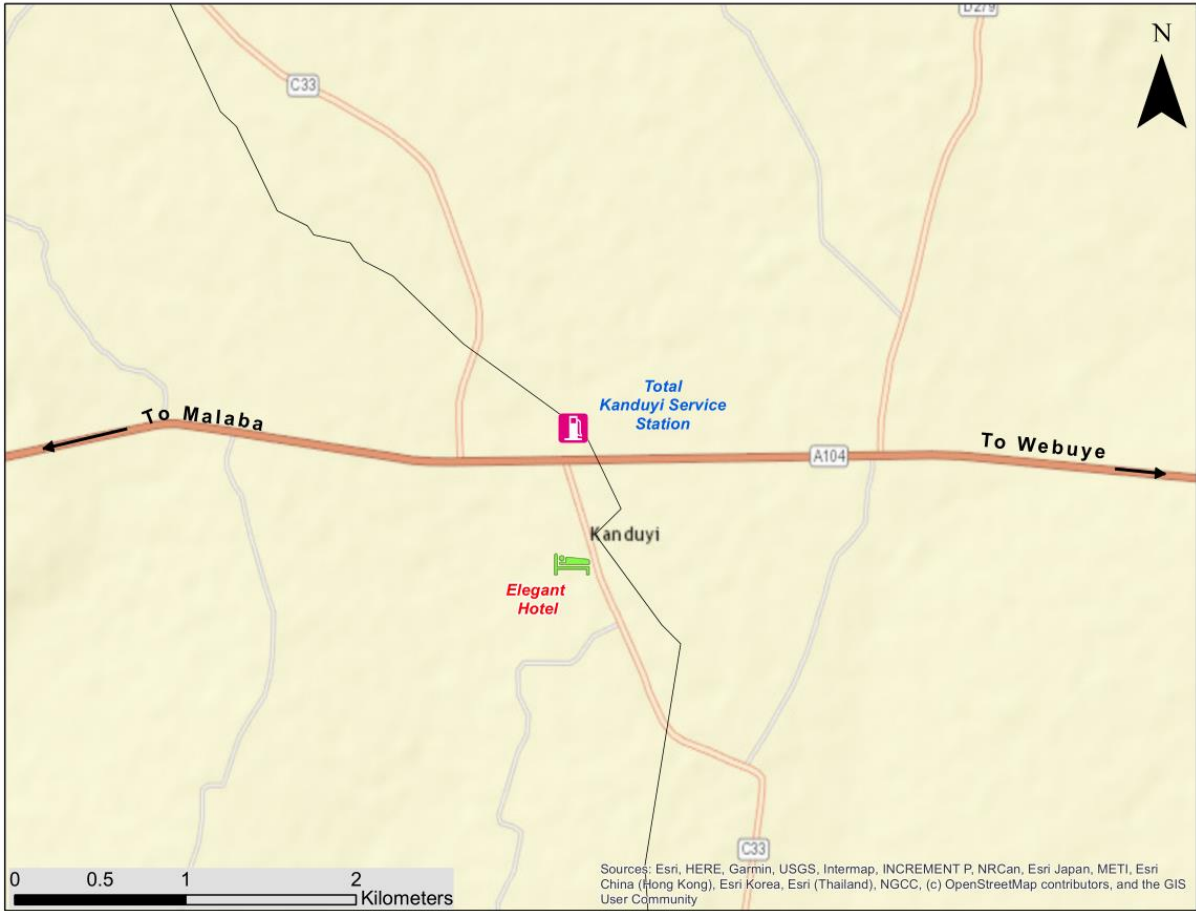 D279
N
C33
Total
Kanduyi Service
Station
To Malaba
A104
To Webuye
Kanduyi
Elegant
Hotel
C33
0 0.5 1 2
Kilometers
Sources: Esri, HERE, Garmin, USGS, Intermap, INCREMENT P, NRCan, Esri Japan, METI, Esri
China (Hong Kong), Esri Korea, Esri (Thailand), NGCC, (c) OpenStreetMap contributors, and the GIS
User Community